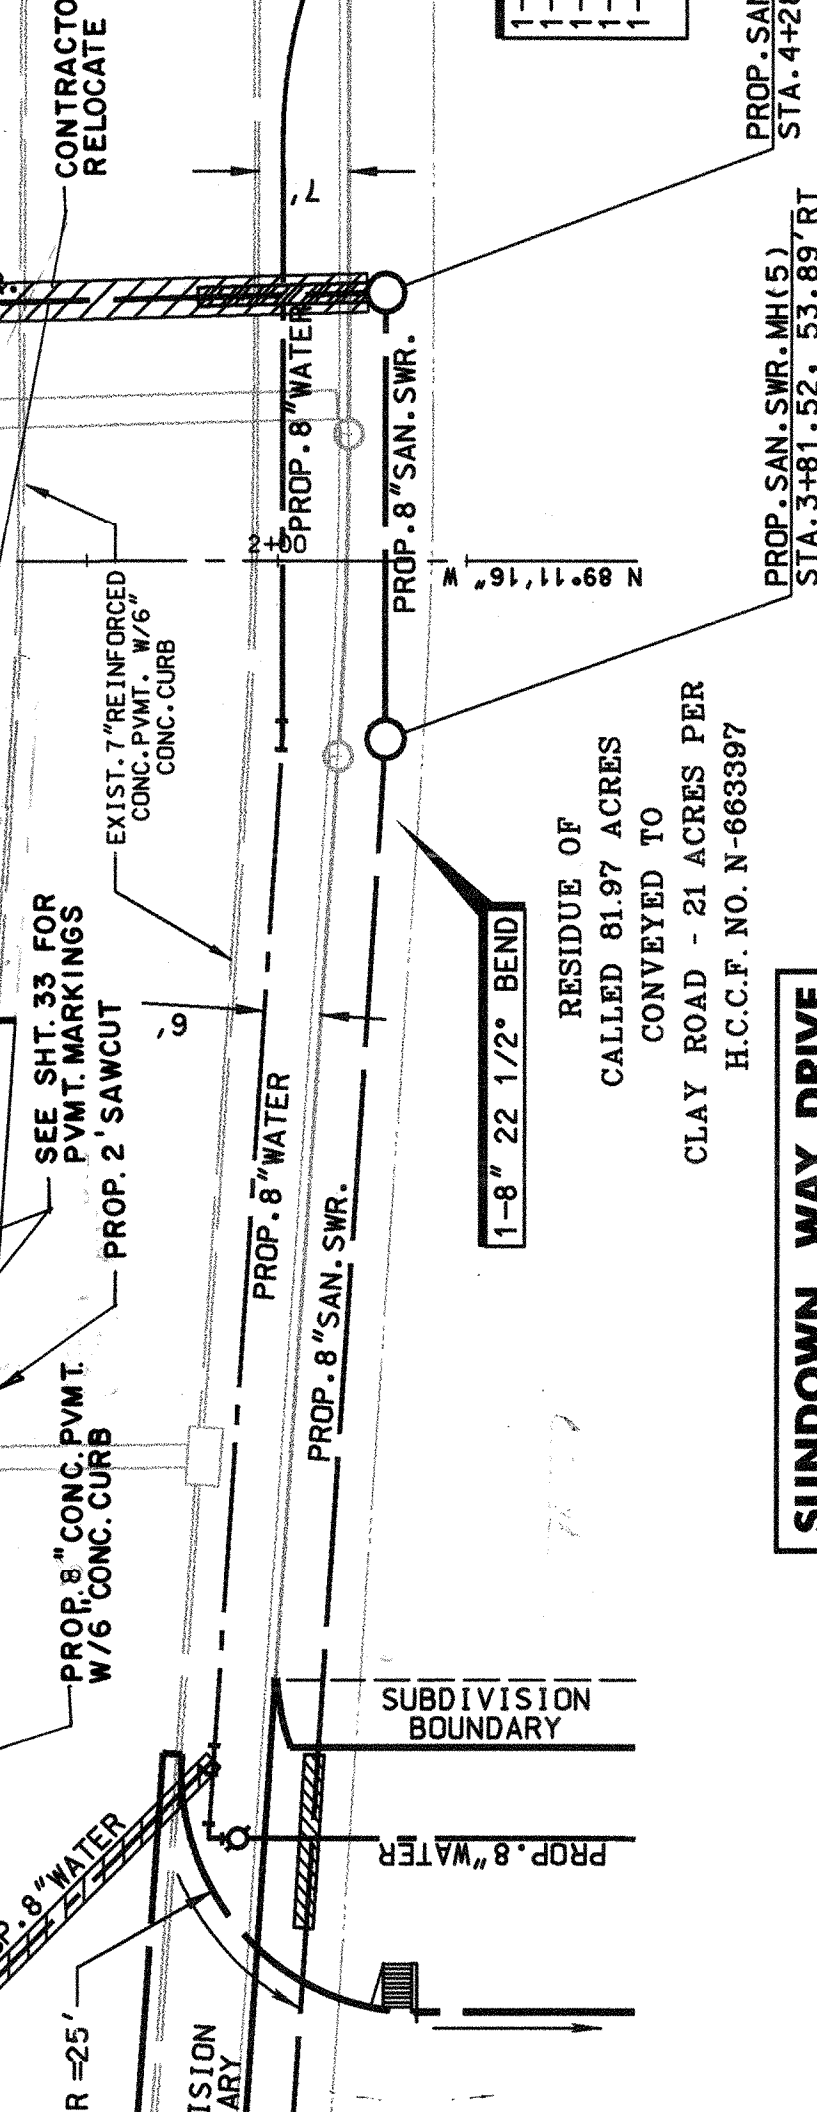 CONTRACTO
RELOCATE
7'
PROP. SAN
STA. 4+28
PROP. SAN. SWR. MH(5)
STA. 3+81.52, 53.89' RT
PROP. 8" WATER
PROP. 8" SAN. SWR.
2+00
N 89°11'16" W
EXIST. 7" REINFORCED
CONC. PVMT. W/6"
CONC. CURB
SEE SHT. 33 FOR
PVMT. MARKINGS
PROP. 2' SAWCUT
6'
PROP. 8" WATER
PROP. 8" SAN. SWR.
1-8" 22 1/2° BEND
RESIDUE OF
CALLED 81.97 ACRES
CONVEYED TO
CLAY ROAD - 21 ACRES PER
H.C.C.F. NO. N-663397
SUNDOWN WAY DRIVE
PROP. 8" CONC. PVMT.
W/6" CONC. CURB
SUBDIVISION
BOUNDARY
PROP. 8" WATER
OP. 8" WATER
R =25'
ISION
ARY